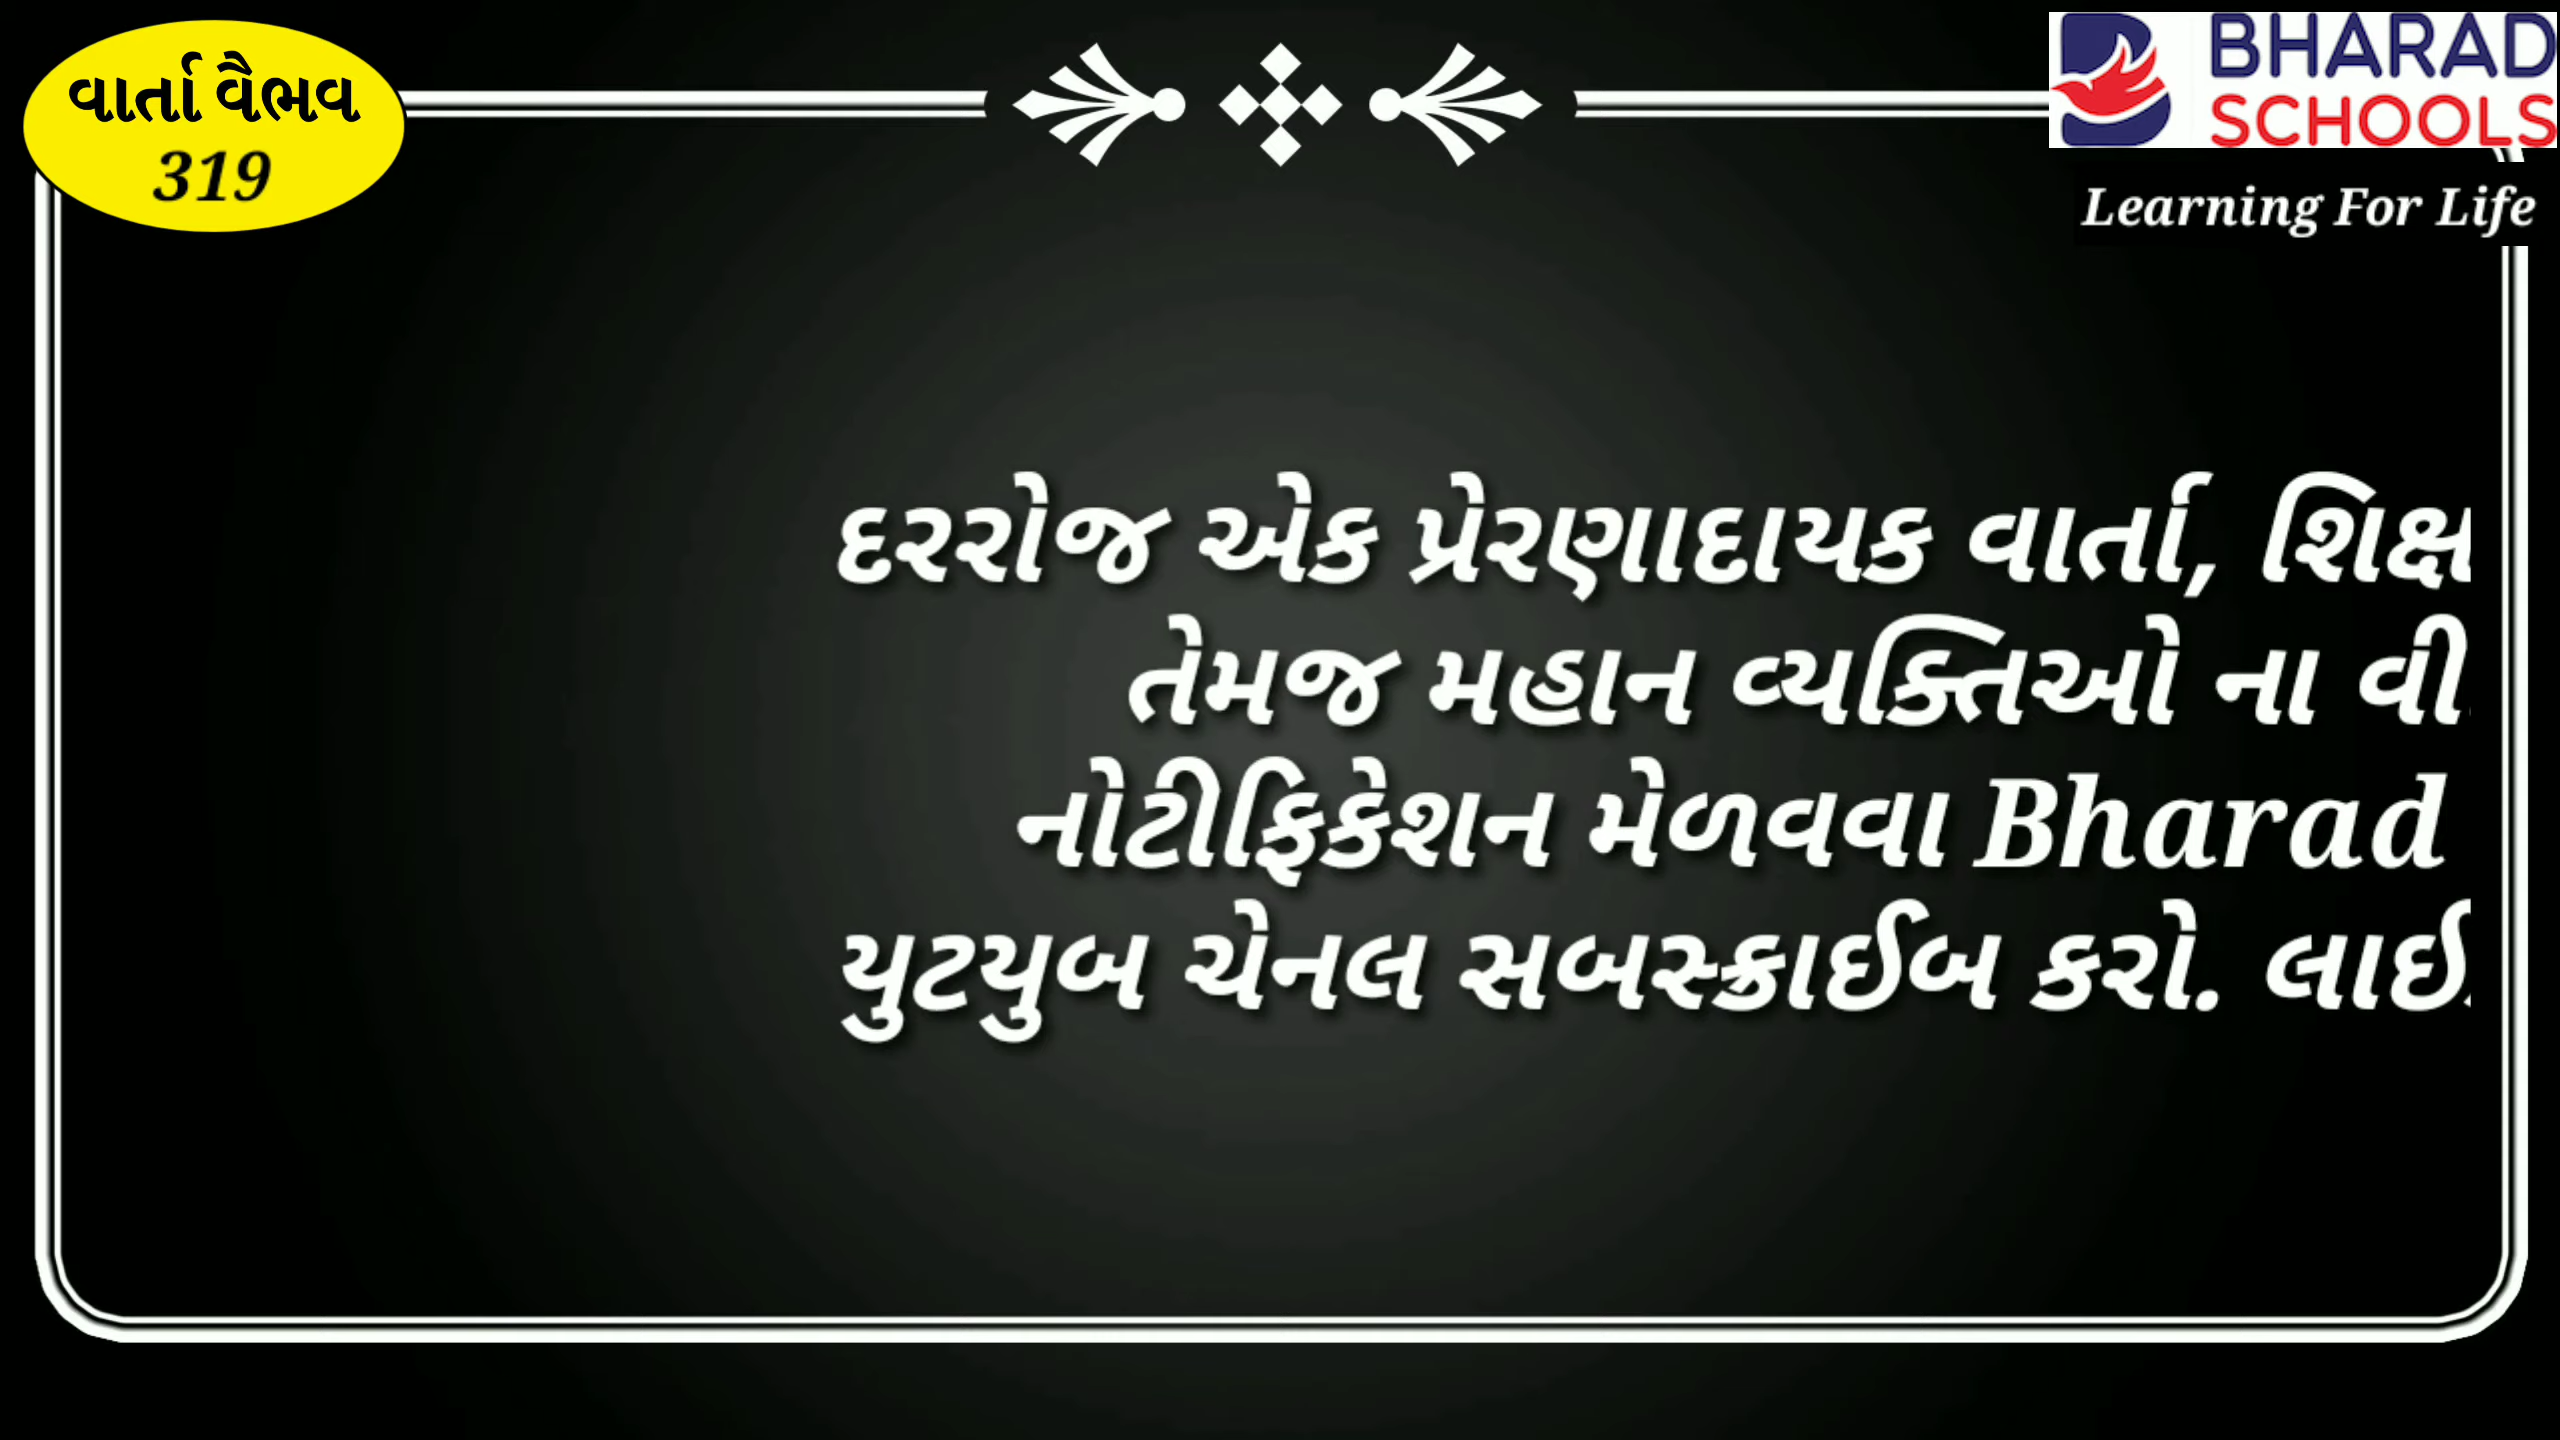 વાર્તા વૈભવ
319
BHARAD
SCHOOLS
Learning For Life
દરરોજ એક પ્રેરણાદાયક વાર્તા,
તેમજ મહાન વ્યક્તિઓ ના
નોટીફિકેશન મેળવવા Bharad
યુટયુબ ચેનલ સબસ્ક્રાઈબ કરો.